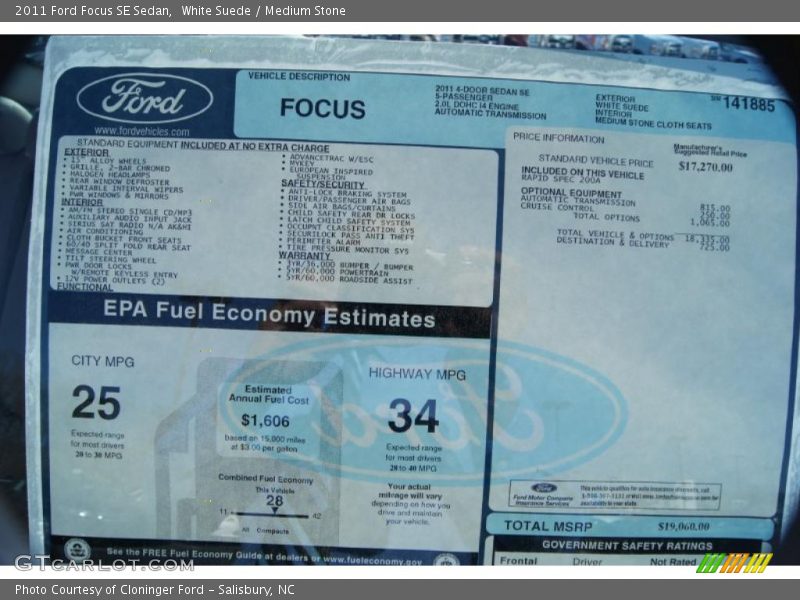 2011 Ford Focus SE Sedan, White Suede / Medium Stone
Ford
www.fordvehicles.com
VEHICLE DESCRIPTION
FOCUS
2011 4-DOOR SEDAN SE
5-PASSENGER
2.0L DOHC I4 ENGINE
AUTOMATIC TRANSMISSION
EXTERIOR
WHITE SUEDE
INTERIOR
MEDIUM STONE CLOTH SEATS
141885
STANDARD EQUIPMENT INCLUDED AT NO EXTRA CHARGE
EXTERIOR
• 15" ALLOY WHEELS
• GRILLE, 2-BAR CHROMED
• HALOGEN HEADLAMPS
• REAR WINDOW DEFROSTER
• VARIABLE INTERVAL WIPERS
• PWR WINDOWS & MIRRORS
INTERIOR
• AM/FM STEREO SINGLE CD/MP3
• AUXILIARY AUDIO INPUT JACK
• SIRIUS SAT RADIO N/A AK&HI
• AIR CONDITIONING
• CLOTH BUCKET FRONT SEATS
• 60/40 SPLIT FOLD REAR SEAT
• MESSAGE CENTER
• TILT STEERING WHEEL
• PWR DOOR LOCKS
W/REMOTE KEYLESS ENTRY
• 12V POWER OUTLETS (2)
FUNCTIONAL
• ADVANCETRAC W/ESC
• MYKEY
• EUROPEAN INSPIRED
SUSPENSION
SAFETY/SECURITY
• ANTI-LOCK BRAKING SYSTEM
• DRIVER/PASSENGER AIR BAGS
• SIDE AIR BAGS/CURTAINS
• CHILD SAFETY REAR DR LOCKS
• LATCH CHILD SAFETY SYSTEM
• OCCUPNT CLASSIFICATION SYS
• SECURILOCK PASS ANTI THEFT
• PERIMETER ALARM
• TIRE PRESSURE MONITOR SYS
WARRANTY
• 3YR/36,000 BUMPER / BUMPER
• 5YR/60,000 POWERTRAIN
• 5YR/60,000 ROADSIDE ASSIST
PRICE INFORMATION
Manufacturer's
Suggested Retail Price
STANDARD VEHICLE PRICE $17,270.00
INCLUDED ON THIS VEHICLE
RAPID SPEC 200A
OPTIONAL EQUIPMENT
AUTOMATIC TRANSMISSION 815.00
CRUISE CONTROL 250.00
TOTAL OPTIONS 1,065.00
TOTAL VEHICLE & OPTIONS 18,335.00
DESTINATION & DELIVERY 725.00
EPA Fuel Economy Estimates
CITY MPG
25
Expected range
for most drivers
20 to 30 MPG
Estimated
Annual Fuel Cost
$1,606
based on 15,000 miles
at $3.00 per gallon
Combined Fuel Economy
This Vehicle
28
11 42
All Compacts
HIGHWAY MPG
34
Expected range
for most drivers
28 to 40 MPG
Your actual
mileage will vary
depending on how you
drive and maintain
your vehicle.
Ford
Ford Motor Company
Insurance Services
This vehicle qualifies for auto insurance discounts, call
TOTAL MSRP $19,060.00
GOVERNMENT SAFETY RATINGS
Frontal Driver Not Rated
See the FREE Fuel Economy Guide at dealers or www.fueleconomy.gov
GTCarLot.com
Photo Courtesy of Cloninger Ford – Salisbury, NC